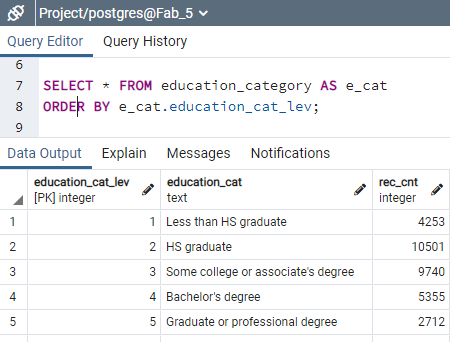 Project/postgres@Fab_5
Query Editor Query History
6
7 SELECT * FROM education_category AS e_cat
8 ORDER BY e_cat.education_cat_lev;
9
Data Output Explain Messages Notifications
education_cat_lev education_cat rec_cnt
[PK] integer text integer
1 1 Less than HS graduate 4253
2 2 HS graduate 10501
3 3 Some college or associate's degree 9740
4 4 Bachelor's degree 5355
5 5 Graduate or professional degree 2712